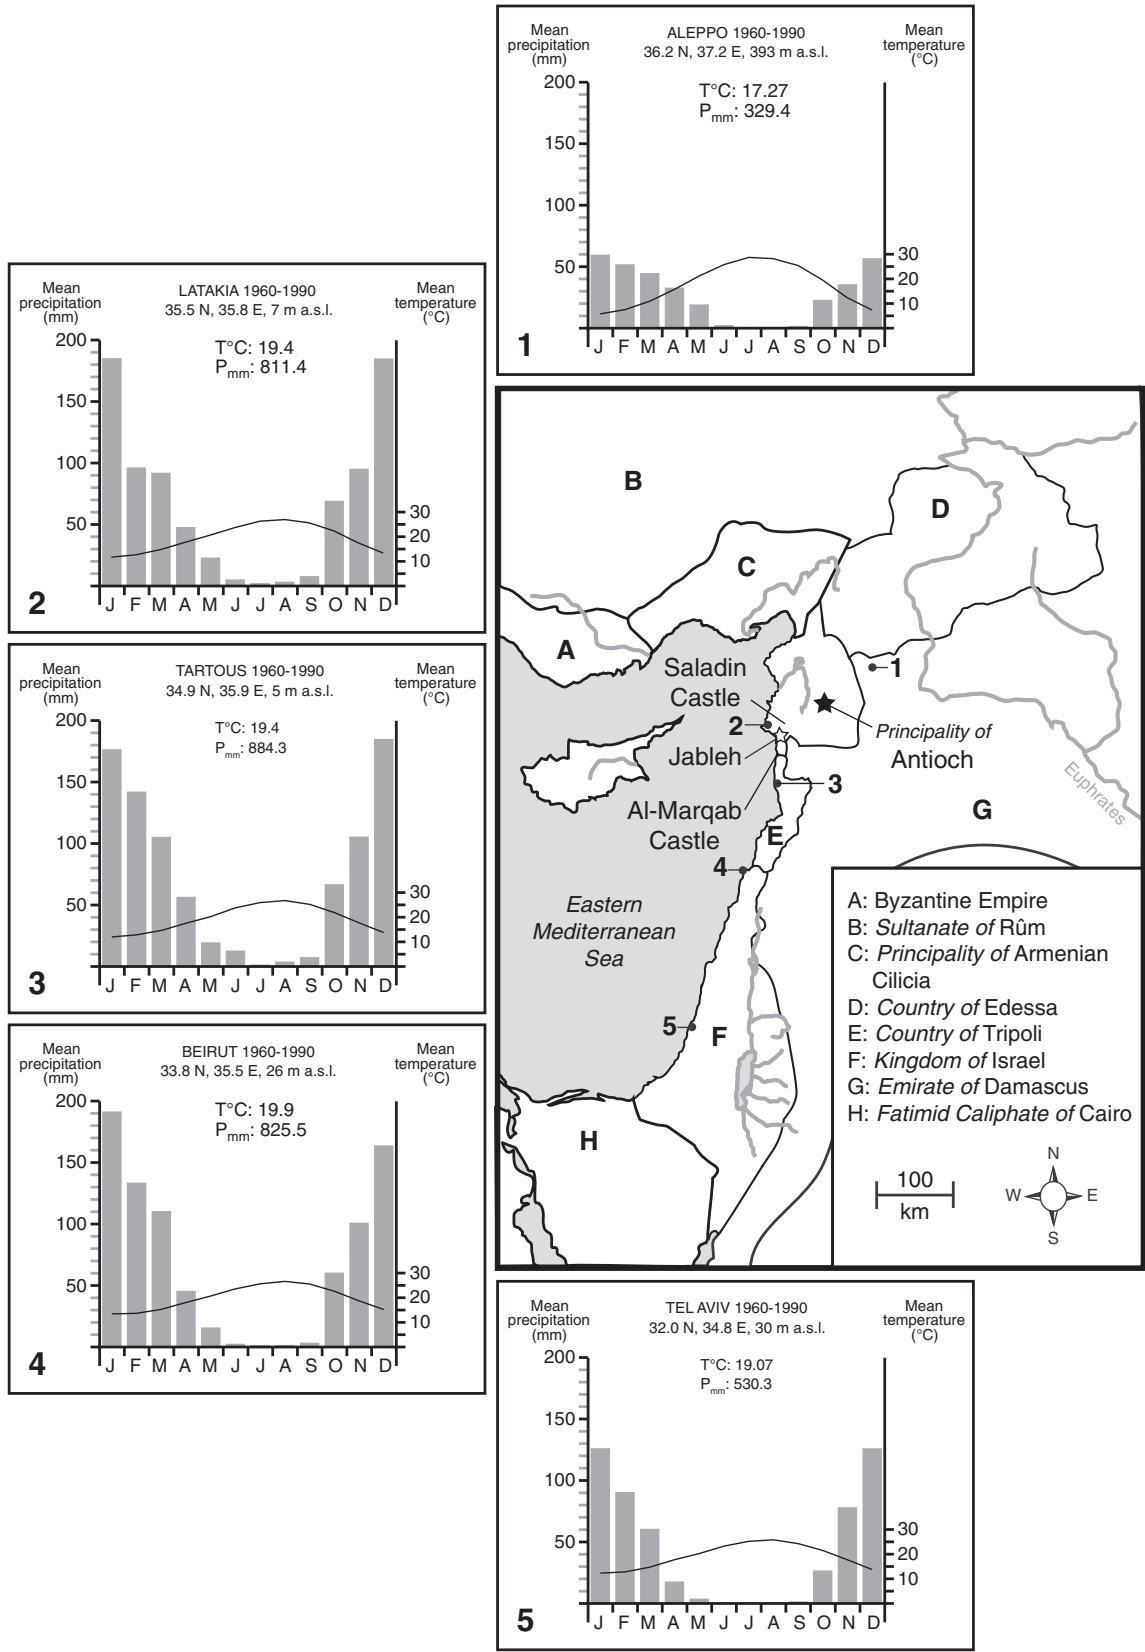 Mean
precipitation
(mm)
ALEPPO 1960-1990
36.2 N, 37.2 E, 393 m a.s.l.
Mean
temperature
(°C)
T°C: 17.27
Pmm: 329.4
200
150
100
50
30
20
10
J F M A M J J A S O N D
1
Mean
precipitation
(mm)
LATAKIA 1960-1990
35.5 N, 35.8 E, 7 m a.s.l.
Mean
temperature
(°C)
T°C: 19.4
Pmm: 811.4
200
150
100
50
30
20
10
J F M A M J J A S O N D
2
Mean
precipitation
(mm)
TARTOUS 1960-1990
34.9 N, 35.9 E, 5 m a.s.l.
Mean
temperature
(°C)
T°C: 19.4
Pmm: 884.3
200
150
100
50
30
20
10
J F M A M J J A S O N D
3
Mean
precipitation
(mm)
BEIRUT 1960-1990
33.8 N, 35.5 E, 26 m a.s.l.
Mean
temperature
(°C)
T°C: 19.9
Pmm: 825.5
200
150
100
50
30
20
10
J F M A M J J A S O N D
4
B
D
C
A
1
Saladin
Castle
2
Principality of
Antioch
Jableh
3
Euphrates
Al-Marqab
Castle
G
E
4
Eastern
Mediterranean
Sea
5
F
H
A: Byzantine Empire
B: Sultanate of Rûm
C: Principality of Armenian
Cilicia
D: Country of Edessa
E: Country of Tripoli
F: Kingdom of Israel
G: Emirate of Damascus
H: Fatimid Caliphate of Cairo
100
km
N
W E
S
Mean
precipitation
(mm)
TEL AVIV 1960-1990
32.0 N, 34.8 E, 30 m a.s.l.
Mean
temperature
(°C)
T°C: 19.07
Pmm: 530.3
200
150
100
50
30
20
10
J F M A M J J A S O N D
5